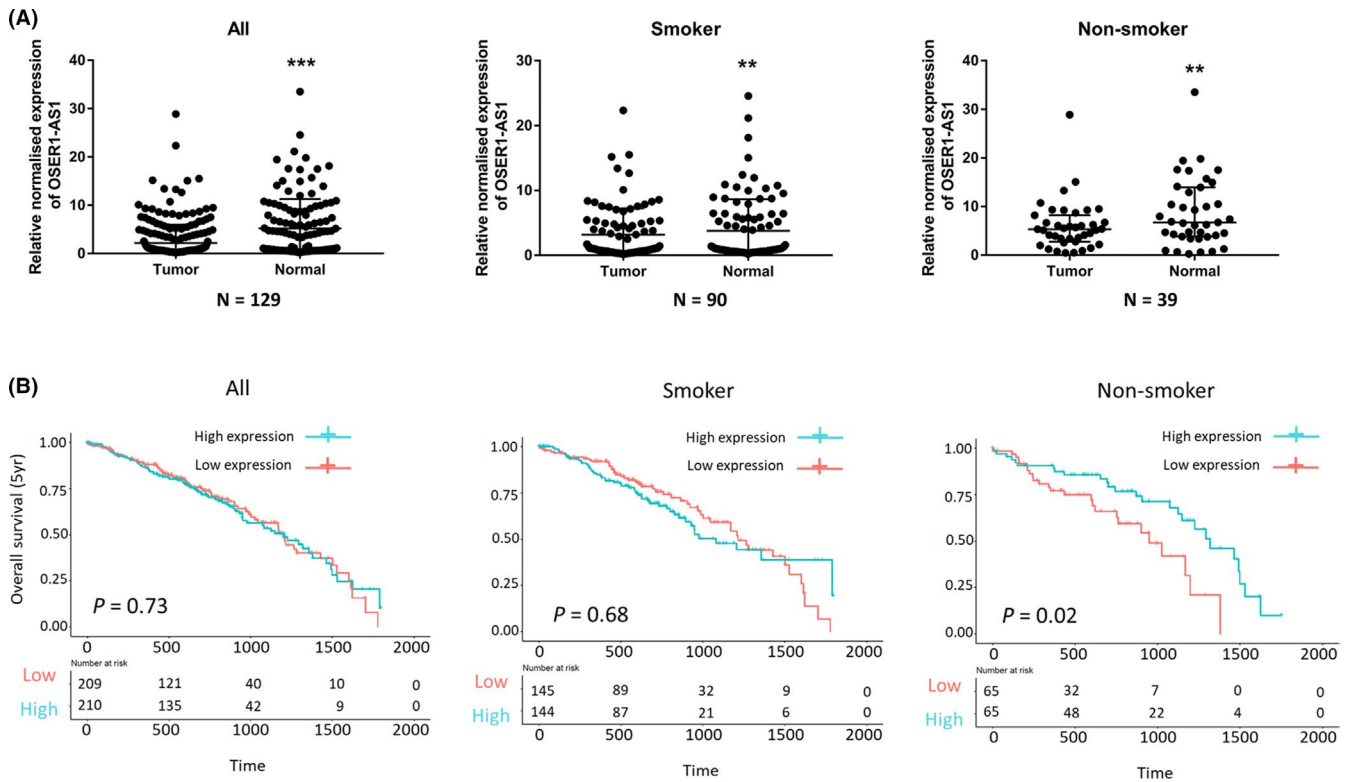 (A)
All
Smoker
Non-smoker
Relative normalised expression
of OSER1-AS1
40
30
20
10
0
***
Tumor
Normal
N = 129
Relative normalised expression
of OSER1-AS1
30
20
10
0
**
Tumor
Normal
N = 90
Relative normalised expression
of OSER1-AS1
40
30
20
10
0
**
Tumor
Normal
N = 39
(B)
All
Overall survival (5yr)
1.00
0.75
0.50
0.25
0.00
High expression
Low expression
P = 0.73
0 500 1000 1500 2000
Number at risk
Low 209 121 40 10 0
High 210 135 42 9 0
0 500 1000 1500 2000
Time
Smoker
1.00
0.75
0.50
0.25
0.00
High expression
Low expression
P = 0.68
0 500 1000 1500 2000
Number at risk
Low 145 89 32 9 0
High 144 87 21 6 0
0 500 1000 1500 2000
Time
Non-smoker
1.00
0.75
0.50
0.25
0.00
High expression
Low expression
P = 0.02
0 500 1000 1500 2000
Number at risk
Low 65 32 7 0 0
High 65 48 22 4 0
0 500 1000 1500 2000
Time